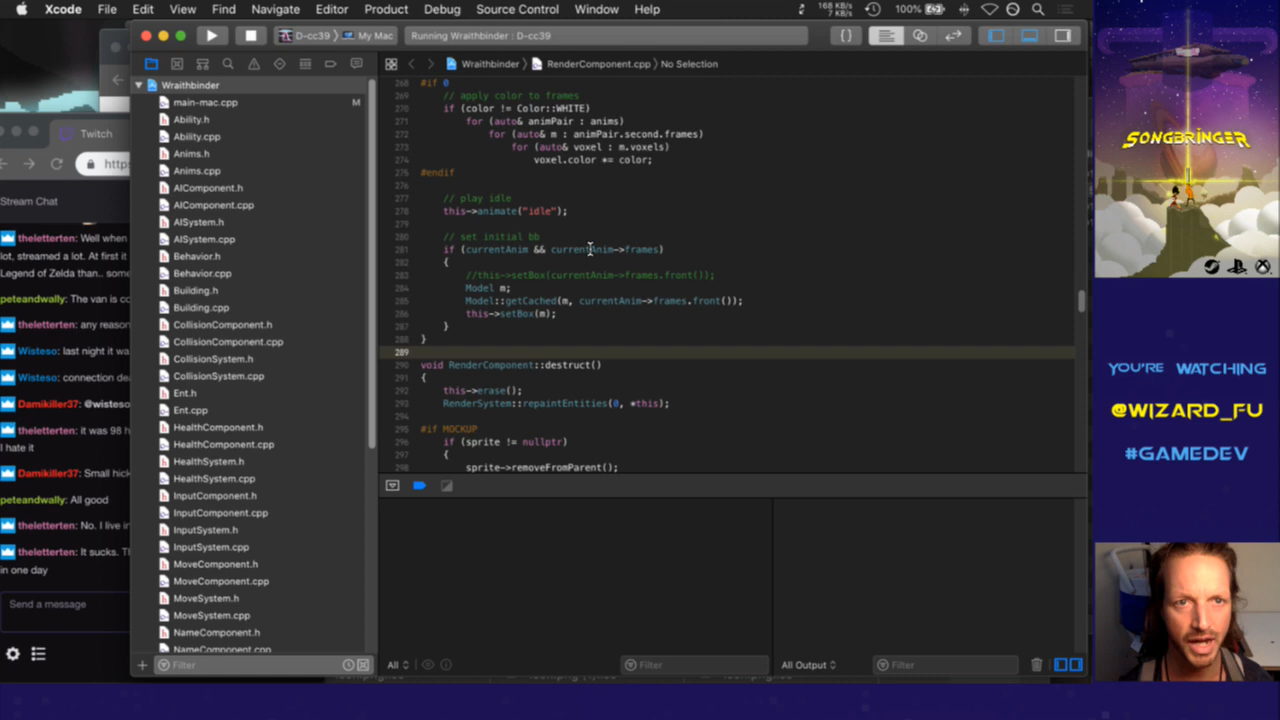 Xcode File Edit View Find Navigate Editor Product Debug Source Control Window Help
168 KB/s
7 KB/s
100%
D-cc39 My Mac
Running Wraithbinder : D-cc39
Wraithbinder RenderComponent.cpp No Selection
Wraithbinder
main-mac.cpp M
Ability.h
Ability.cpp
Anims.h
Anims.cpp
AIComponent.h
AIComponent.cpp
AISystem.h
AISystem.cpp
Behavior.h
Behavior.cpp
Building.h
Building.cpp
CollisionComponent.h
CollisionComponent.cpp
CollisionSystem.h
CollisionSystem.cpp
Ent.h
Ent.cpp
HealthComponent.h
HealthComponent.cpp
HealthSystem.h
HealthSystem.cpp
InputComponent.h
InputComponent.cpp
InputSystem.h
InputSystem.cpp
MoveComponent.h
MoveComponent.cpp
MoveSystem.h
MoveSystem.cpp
NameComponent.h
NameComponent.cpp
Filter
268 #if 0
269 // apply color to frames
270 if (color != Color::WHITE)
271 for (auto& animPair : anims)
272 for (auto& m : animPair.second.frames)
273 for (auto& voxel : m.voxels)
274 voxel.color *= color;
275 #endif
276
277 // play idle
278 this->animate("idle");
279
280 // set initial bb
281 if (currentAnim && currentAnim->frames)
282 {
283 //this->setBox(currentAnim->frames.front());
284 Model m;
285 Model::getCached(m, currentAnim->frames.front());
286 this->setBox(m);
287 }
288 }
289
290 void RenderComponent::destruct()
291 {
292 this->erase();
293 RenderSystem::repaintEntities(0, *this);
294
295 #if MOCKUP
296 if (sprite != nullptr)
297 {
298 sprite->removeFromParent();
All
Filter
All Output
Filter
Twitch
https
Stream Chat
theletterten: Well when
lot, streamed a lot. At first it
Legend of Zelda than.. some
peteandwally: The van is co
theletterten: any reason
Wisteso: last night it wa
Wisteso: connection dea
Damikiller37: @wisteso
theletterten: it was 98 h
I hate it
Damikiller37: Small hick
peteandwally: All good
theletterten: No. I live in
theletterten: It sucks. Th
in one day
Send a message
SONGBRINGER
YOU'RE WATCHING
@WIZARD_FU
#GAMEDEV